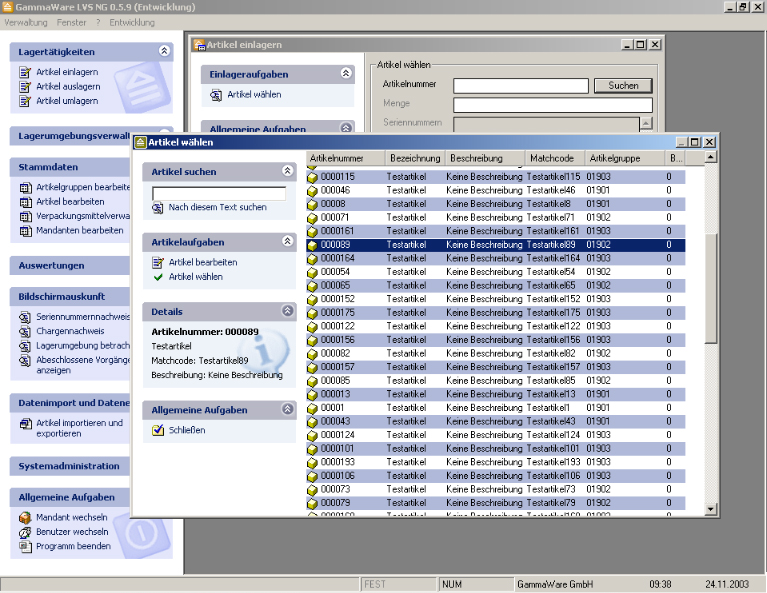 GammaWare LVS NG 0.5.9 (Entwicklung)
Verwaltung Fenster ? Entwicklung
Lagertätigkeiten
Artikel einlagern
Artikel auslagern
Artikel umlagern
Lagerumgebungsverwalt
Stammdaten
Artikelgruppen bearbeite
Artikel bearbeiten
Verpackungsmittelverwa
Mandanten bearbeiten
Auswertungen
Bildschirmauskunft
Seriennummernnachweis
Chargennachweis
Lagerumgebung betrach
Abeschlossene Vorgänge
anzeigen
Datenimport und Datene
Artikel importieren und
exportieren
Systemadministration
Allgemeine Aufgaben
Mandant wechseln
Benutzer wechseln
Programm beenden
Artikel einlagern
Einlageraufgaben
Artikel wählen
Allgemeine Aufgaben
Artikel wählen
Artikelnummer
Suchen
Menge
Seriennummern
Artikel wählen
Artikel suchen
Nach diesem Text suchen
Artikelaufgaben
Artikel bearbeiten
Artikel wählen
Details
Artikelnummer: 000089
Testartikel
Matchcode: Testartikel89
Beschreibung: Keine Beschreibung
Allgemeine Aufgaben
Schließen
Artikelnummer Bezeichnung Beschreibung Matchcode Artikelgruppe B...
0000115 Testartikel Keine Beschreibung Testartikel115 01903 0
000046 Testartikel Keine Beschreibung Testartikel46 01901 0
00008 Testartikel Keine Beschreibung Testartikel8 01901 0
000071 Testartikel Keine Beschreibung Testartikel71 01902 0
0000161 Testartikel Keine Beschreibung Testartikel161 01903 0
000089 Testartikel Keine Beschreibung Testartikel89 01902 0
0000164 Testartikel Keine Beschreibung Testartikel164 01903 0
000054 Testartikel Keine Beschreibung Testartikel54 01902 0
000065 Testartikel Keine Beschreibung Testartikel65 01902 0
0000152 Testartikel Keine Beschreibung Testartikel152 01903 0
0000175 Testartikel Keine Beschreibung Testartikel175 01903 0
0000122 Testartikel Keine Beschreibung Testartikel122 01903 0
0000156 Testartikel Keine Beschreibung Testartikel156 01903 0
000082 Testartikel Keine Beschreibung Testartikel82 01902 0
0000157 Testartikel Keine Beschreibung Testartikel157 01903 0
000085 Testartikel Keine Beschreibung Testartikel85 01902 0
000013 Testartikel Keine Beschreibung Testartikel13 01901 0
00001 Testartikel Keine Beschreibung Testartikel1 01901 0
000043 Testartikel Keine Beschreibung Testartikel43 01901 0
0000124 Testartikel Keine Beschreibung Testartikel124 01903 0
0000101 Testartikel Keine Beschreibung Testartikel101 01903 0
0000193 Testartikel Keine Beschreibung Testartikel193 01903 0
0000106 Testartikel Keine Beschreibung Testartikel106 01903 0
000073 Testartikel Keine Beschreibung Testartikel73 01902 0
000079 Testartikel Keine Beschreibung Testartikel79 01902 0
Testartikel Keine Beschreibung
FEST NUM GammaWare GmbH 09:38 24.11.2003